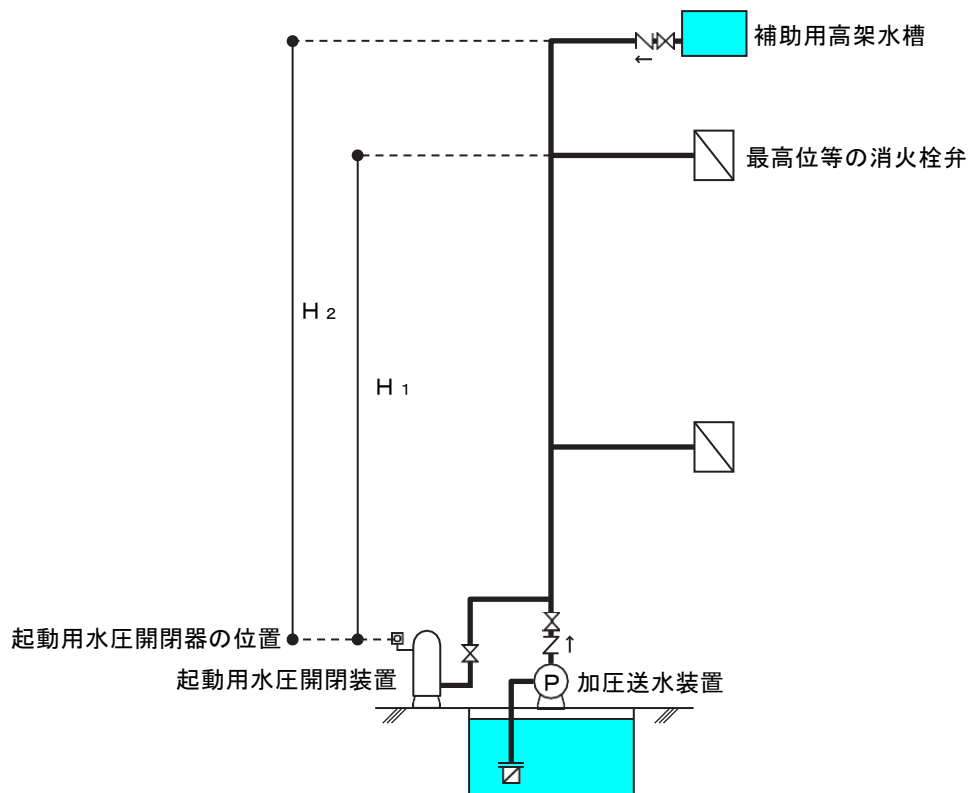 補助用高架水槽
最高位等の消火栓弁
H2
H1
起動用水圧開閉器の位置
起動用水圧開閉装置
P
加圧送水装置